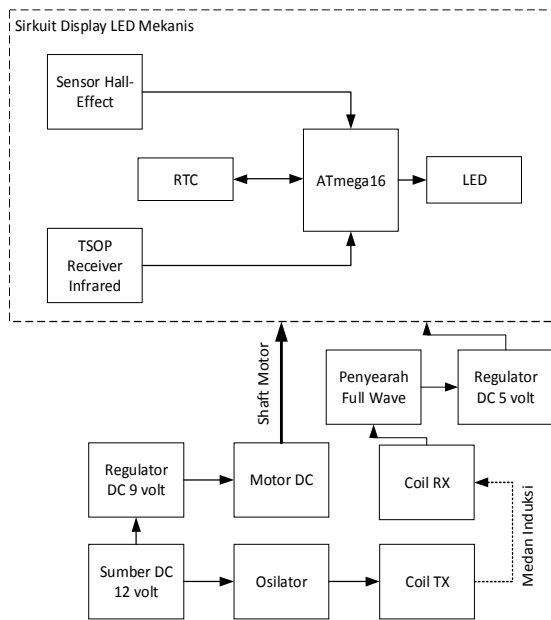 Sirkuit Display LED Mekanis
Sensor Hall-
Effect
RTC
ATmega16
LED
TSOP
Receiver
Infrared
Shaft Motor
Penyearah
Full Wave
Regulator
DC 5 volt
Regulator
DC 9 volt
Motor DC
Coil RX
Medan Induksi
Sumber DC
12 volt
Osilator
Coil TX